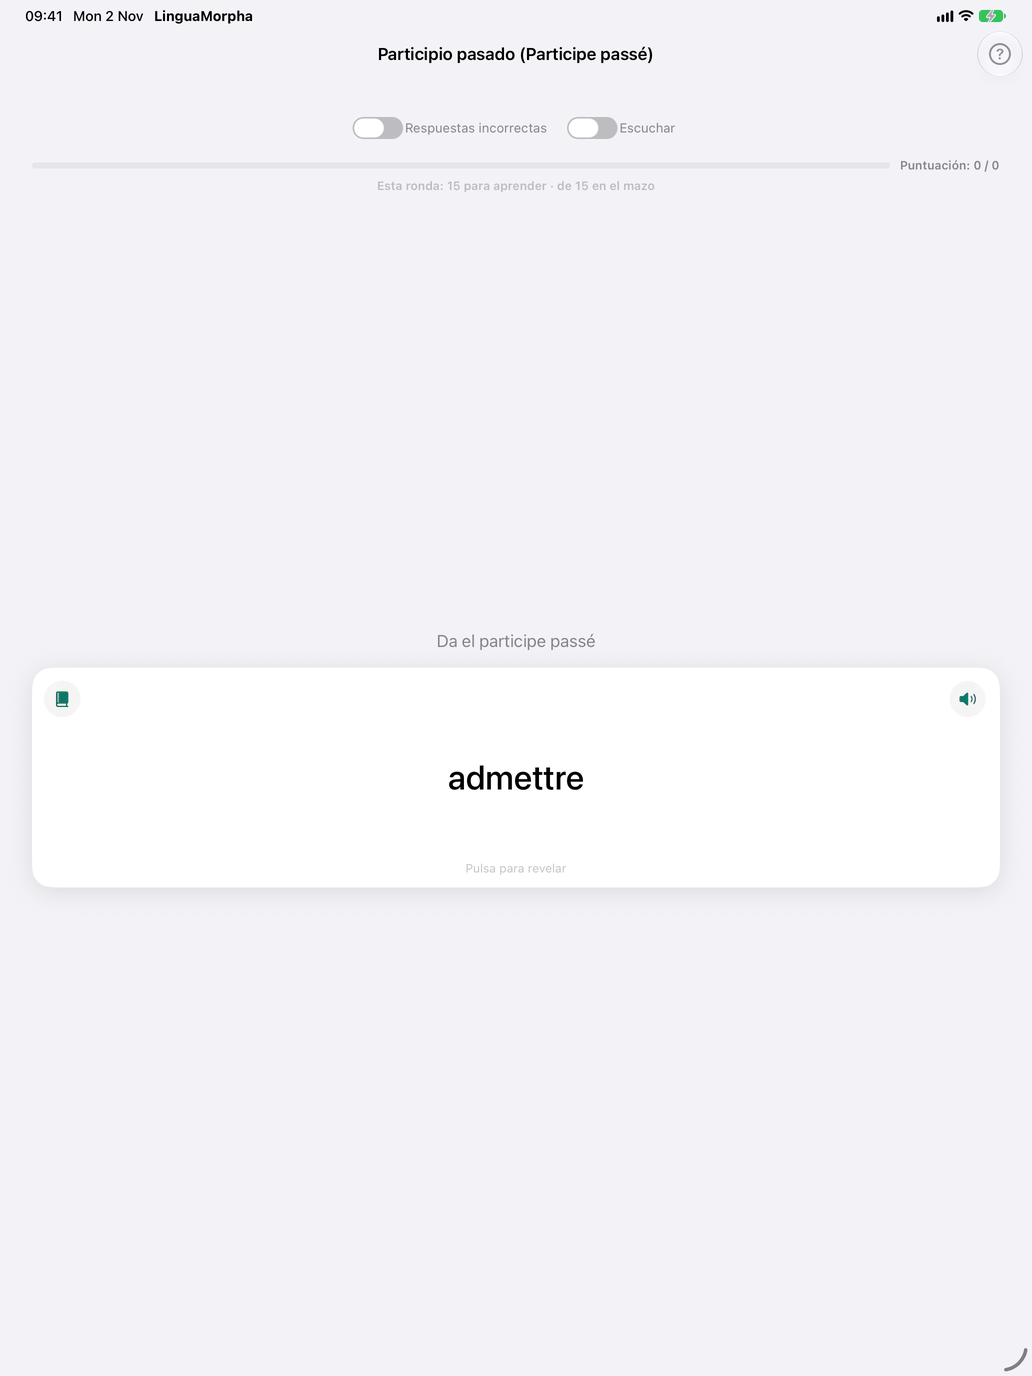 09:41 Mon 2 Nov LinguaMorpha
Participio pasado (Participe passé)
?
Respuestas incorrectas Escuchar
Puntuación: 0 / 0
Esta ronda: 15 para aprender · de 15 en el mazo
Da el participe passé
admettre
Pulsa para revelar